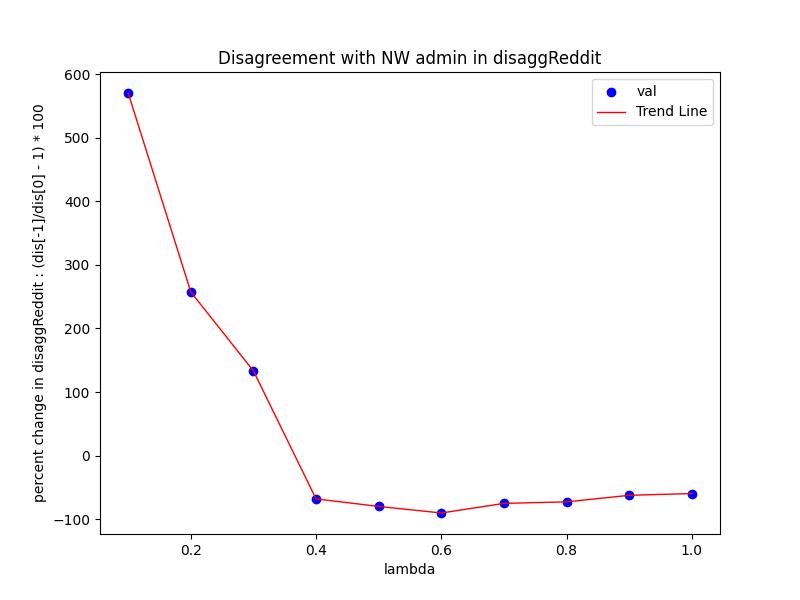 Disagreement with NW admin in disaggReddit
600
500
400
300
200
100
0
−100
percent change in disaggReddit : (dis[-1]/dis[0] - 1) * 100
val
Trend Line
0.2 0.4 0.6 0.8 1.0
lambda